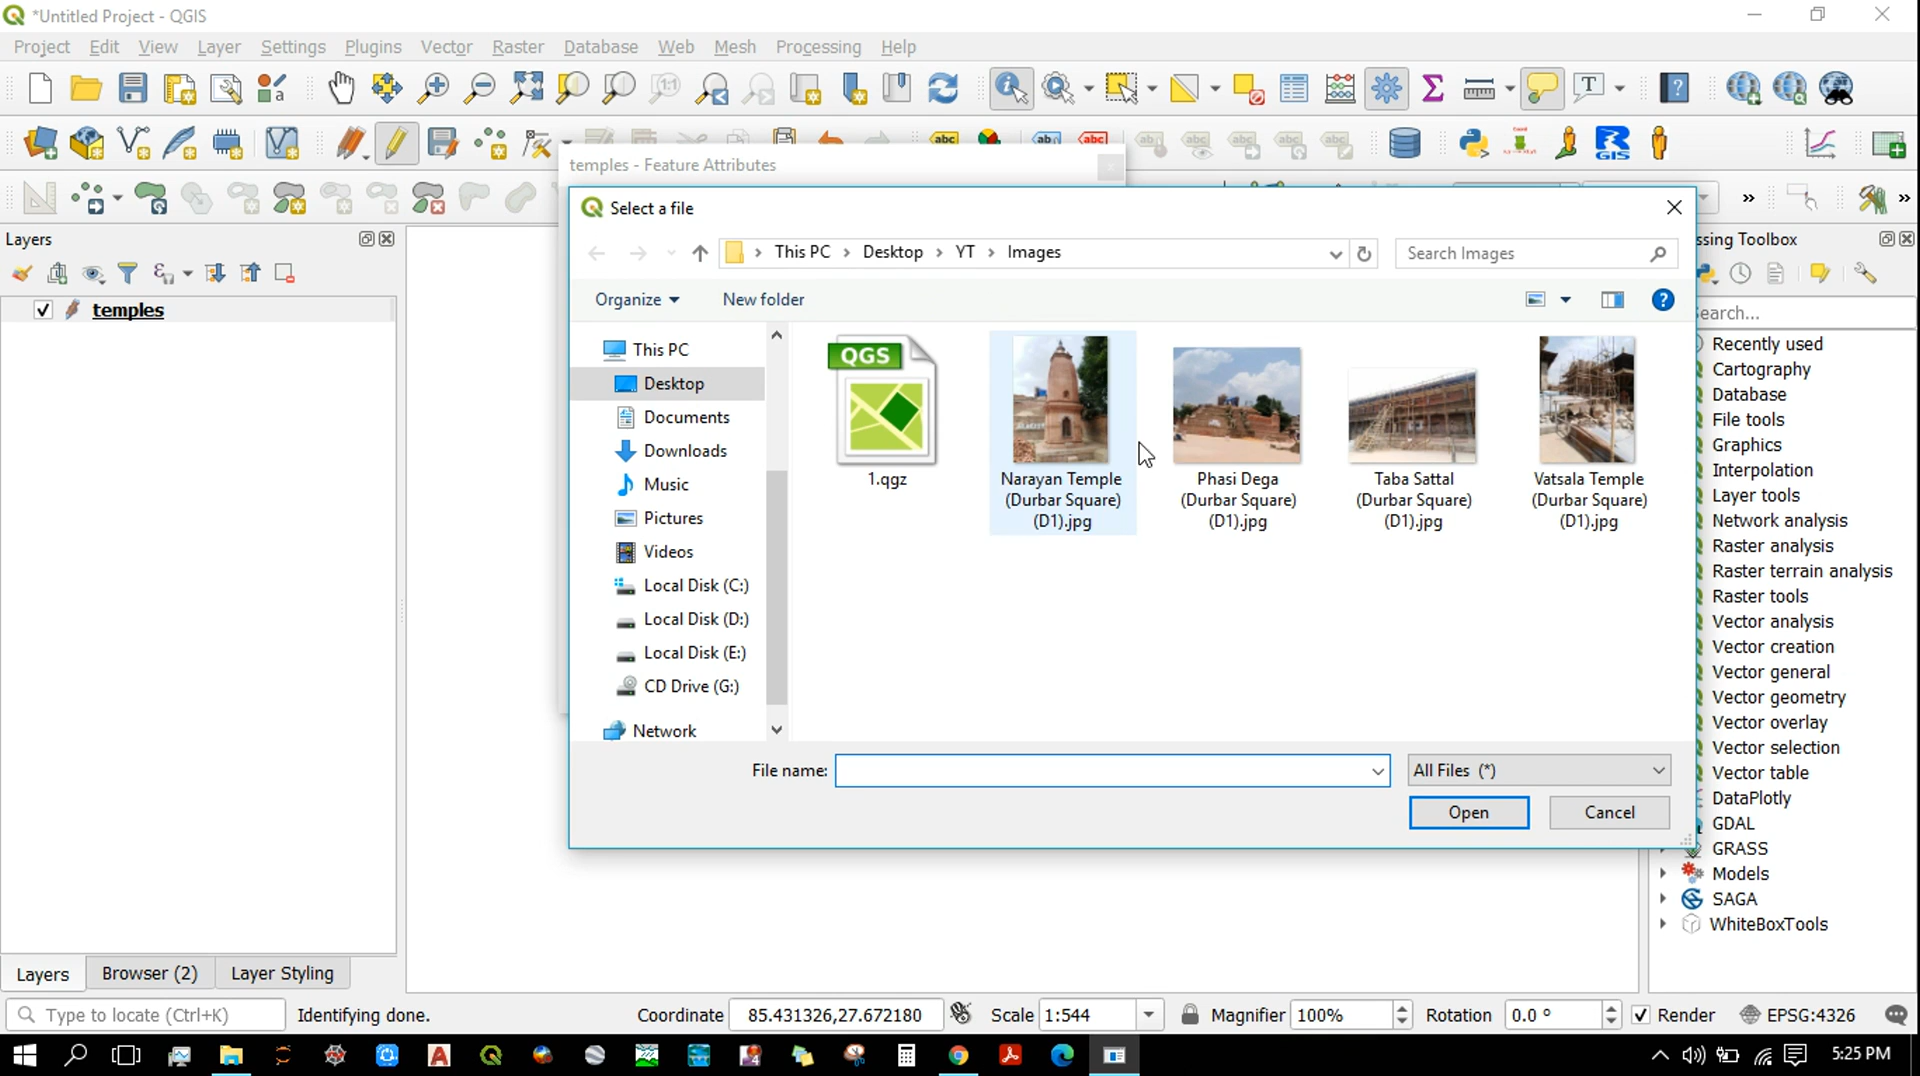 *Untitled Project - QGIS
Project Edit View Layer Settings Plugins Vector Raster Database Web Mesh Processing Help
temples - Feature Attributes
Select a file
This PC > Desktop > YT > Images
Search Images
Organize New folder
Layers
temples
This PC
Desktop
Documents
Downloads
Music
Pictures
Videos
Local Disk (C:)
Local Disk (D:)
Local Disk (E:)
CD Drive (G:)
Network
QGS
1.qgz
Narayan Temple
(Durbar Square)
(D1).jpg
Phasi Dega
(Durbar Square)
(D1).jpg
Taba Sattal
(Durbar Square)
(D1).jpg
Vatsala Temple
(Durbar Square)
(D1).jpg
File name:
All Files (*)
Open Cancel
ssing Toolbox
earch...
Recently used
Cartography
Database
File tools
Graphics
Interpolation
Layer tools
Network analysis
Raster analysis
Raster terrain analysis
Raster tools
Vector analysis
Vector creation
Vector general
Vector geometry
Vector overlay
Vector selection
Vector table
DataPlotly
GDAL
GRASS
Models
SAGA
WhiteBoxTools
Layers Browser (2) Layer Styling
Type to locate (Ctrl+K) Identifying done. Coordinate 85.431326,27.672180 Scale 1:544 Magnifier 100% Rotation 0.0 ° Render EPSG:4326
5:25 PM